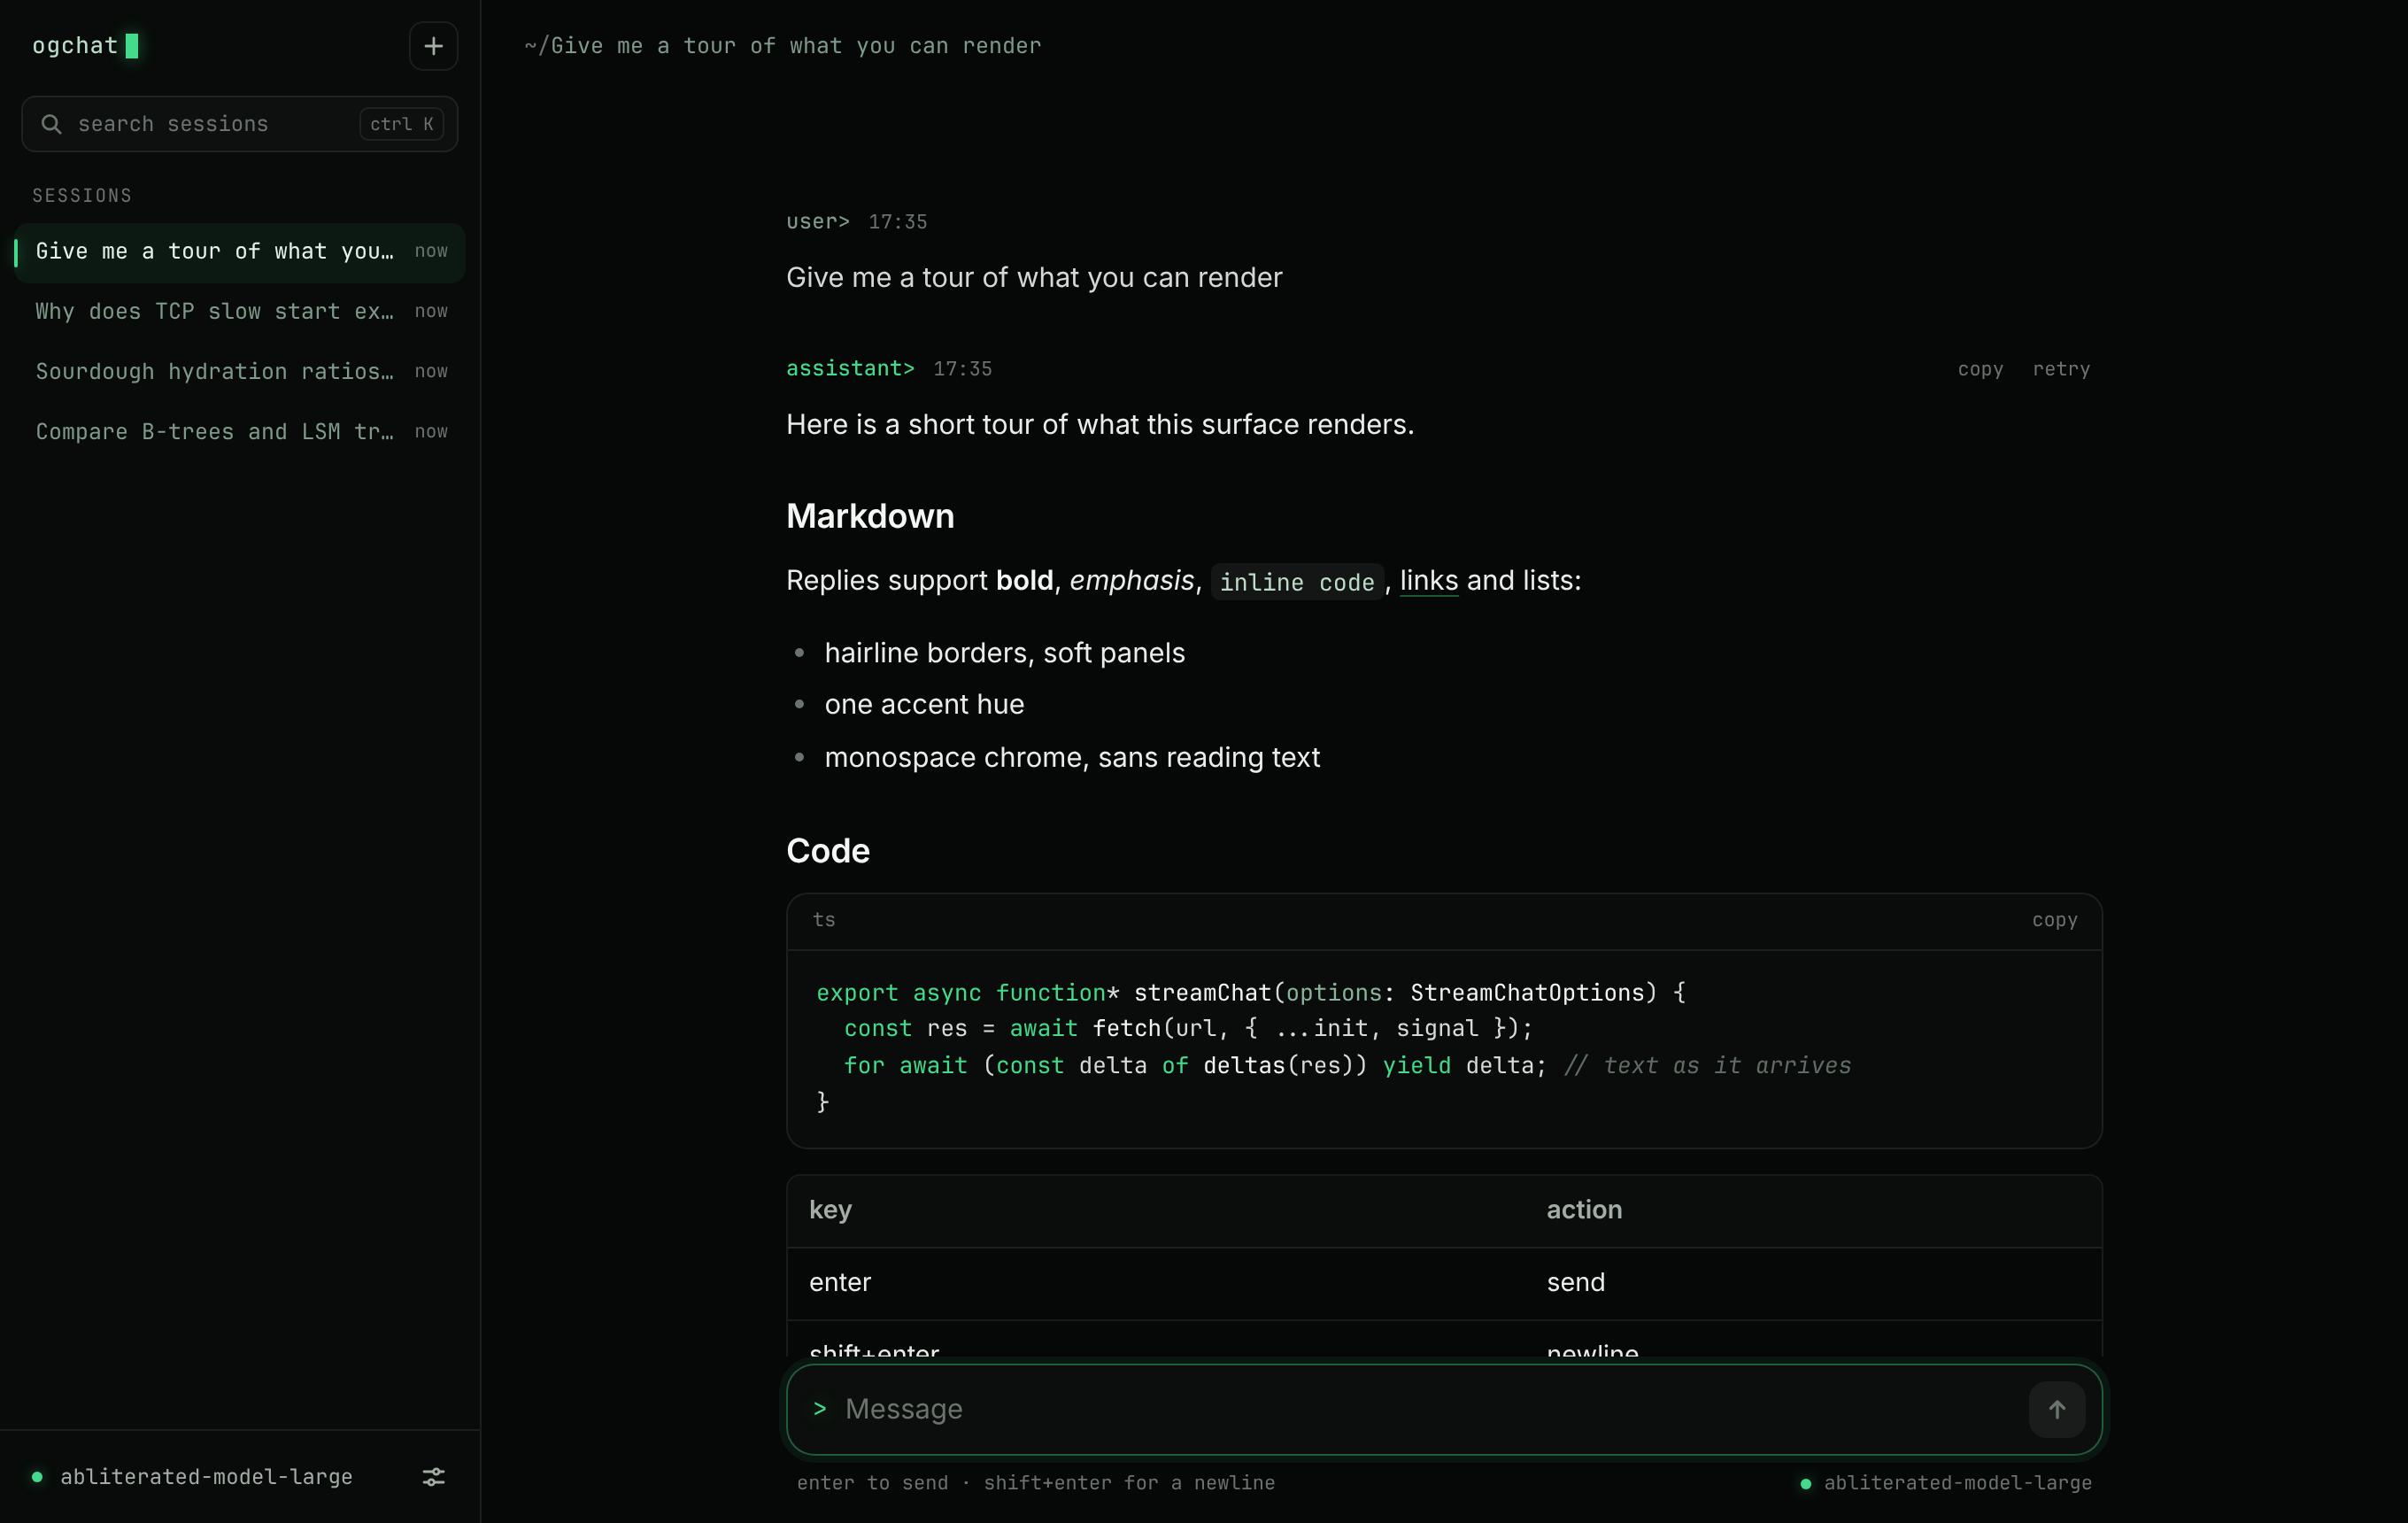 ogchat
search sessions ctrl K
SESSIONS
Give me a tour of what you… now
Why does TCP slow start ex… now
Sourdough hydration ratios… now
Compare B-trees and LSM tr… now
abliterated-model-large
~/Give me a tour of what you can render
user> 17:35
Give me a tour of what you can render
assistant> 17:35 copy retry
Here is a short tour of what this surface renders.
Markdown
Replies support bold, emphasis, inline code, links and lists:
• hairline borders, soft panels
• one accent hue
• monospace chrome, sans reading text
Code
ts copy
export async function* streamChat(options: StreamChatOptions) {
  const res = await fetch(url, { ...init, signal });
  for await (const delta of deltas(res)) yield delta; // text as it arrives
}
key action
enter send
shift+enter newline
> Message
enter to send · shift+enter for a newline abliterated-model-large